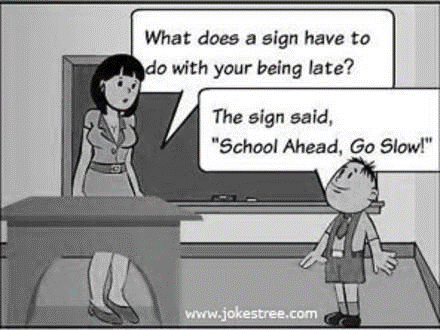 What does a sign have to
do with your being late?
The sign said,
"School Ahead, Go Slow!"
www.jokestree.com